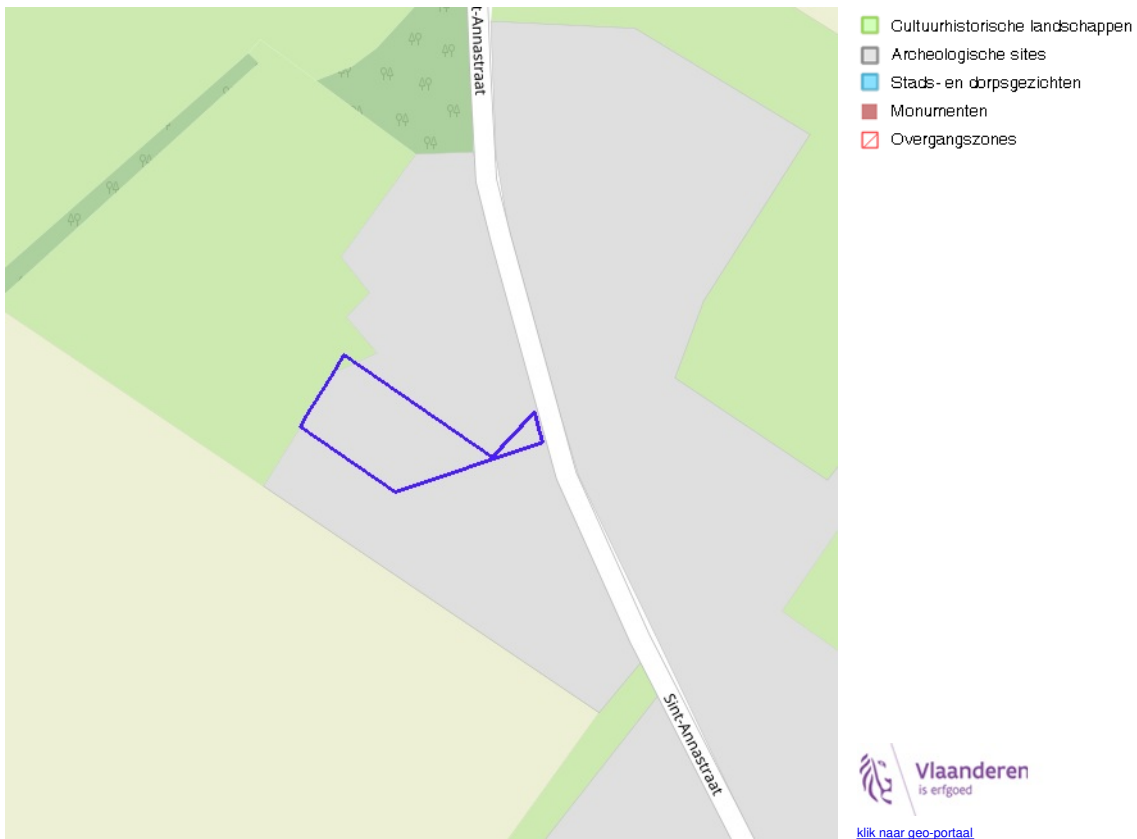 t-Annastraat
Sint-Annastraat
Cultuurhistorische landschappen
Archeologische sites
Stads- en dorpsgezichten
Monumenten
Overgangszones
Vlaanderen
is erfgoed
klik naar geo-portaal